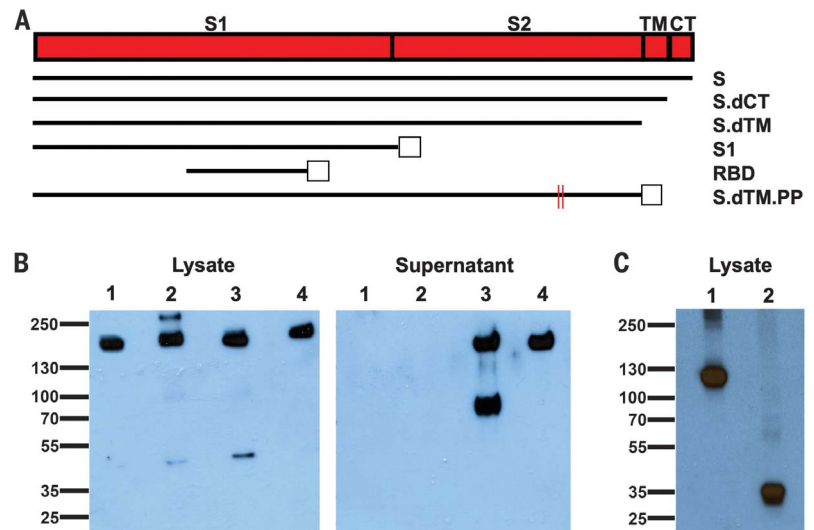 A
S1 S2 TM CT
S
S.dCT
S.dTM
S1
RBD
S.dTM.PP
B
Lysate
1 2 3 4
250
130
100
70
55
35
25
Supernatant
1 2 3 4
C
Lysate
1 2
250
130
100
70
55
35
25